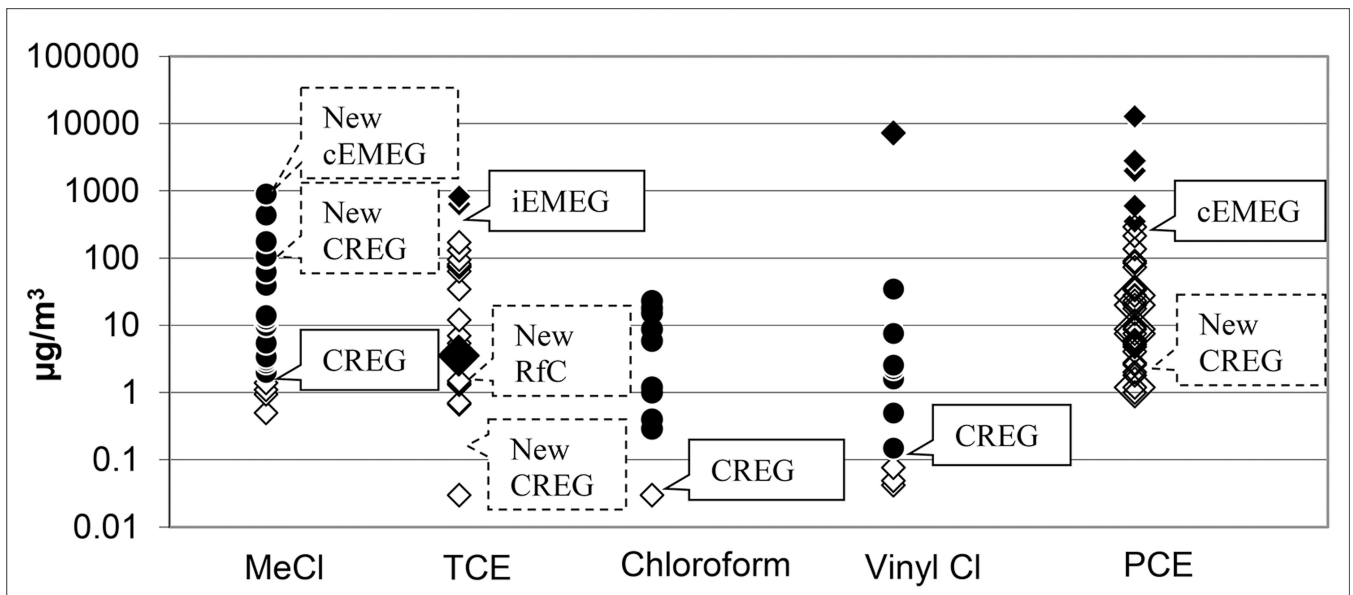 100000
10000
1000
100
10
1
0.1
0.01
µg/m³
New
cEMEG
New
CREG
CREG
iEMEG
New
RfC
New
CREG
CREG
CREG
cEMEG
New
CREG
MeCl
TCE
Chloroform
Vinyl Cl
PCE